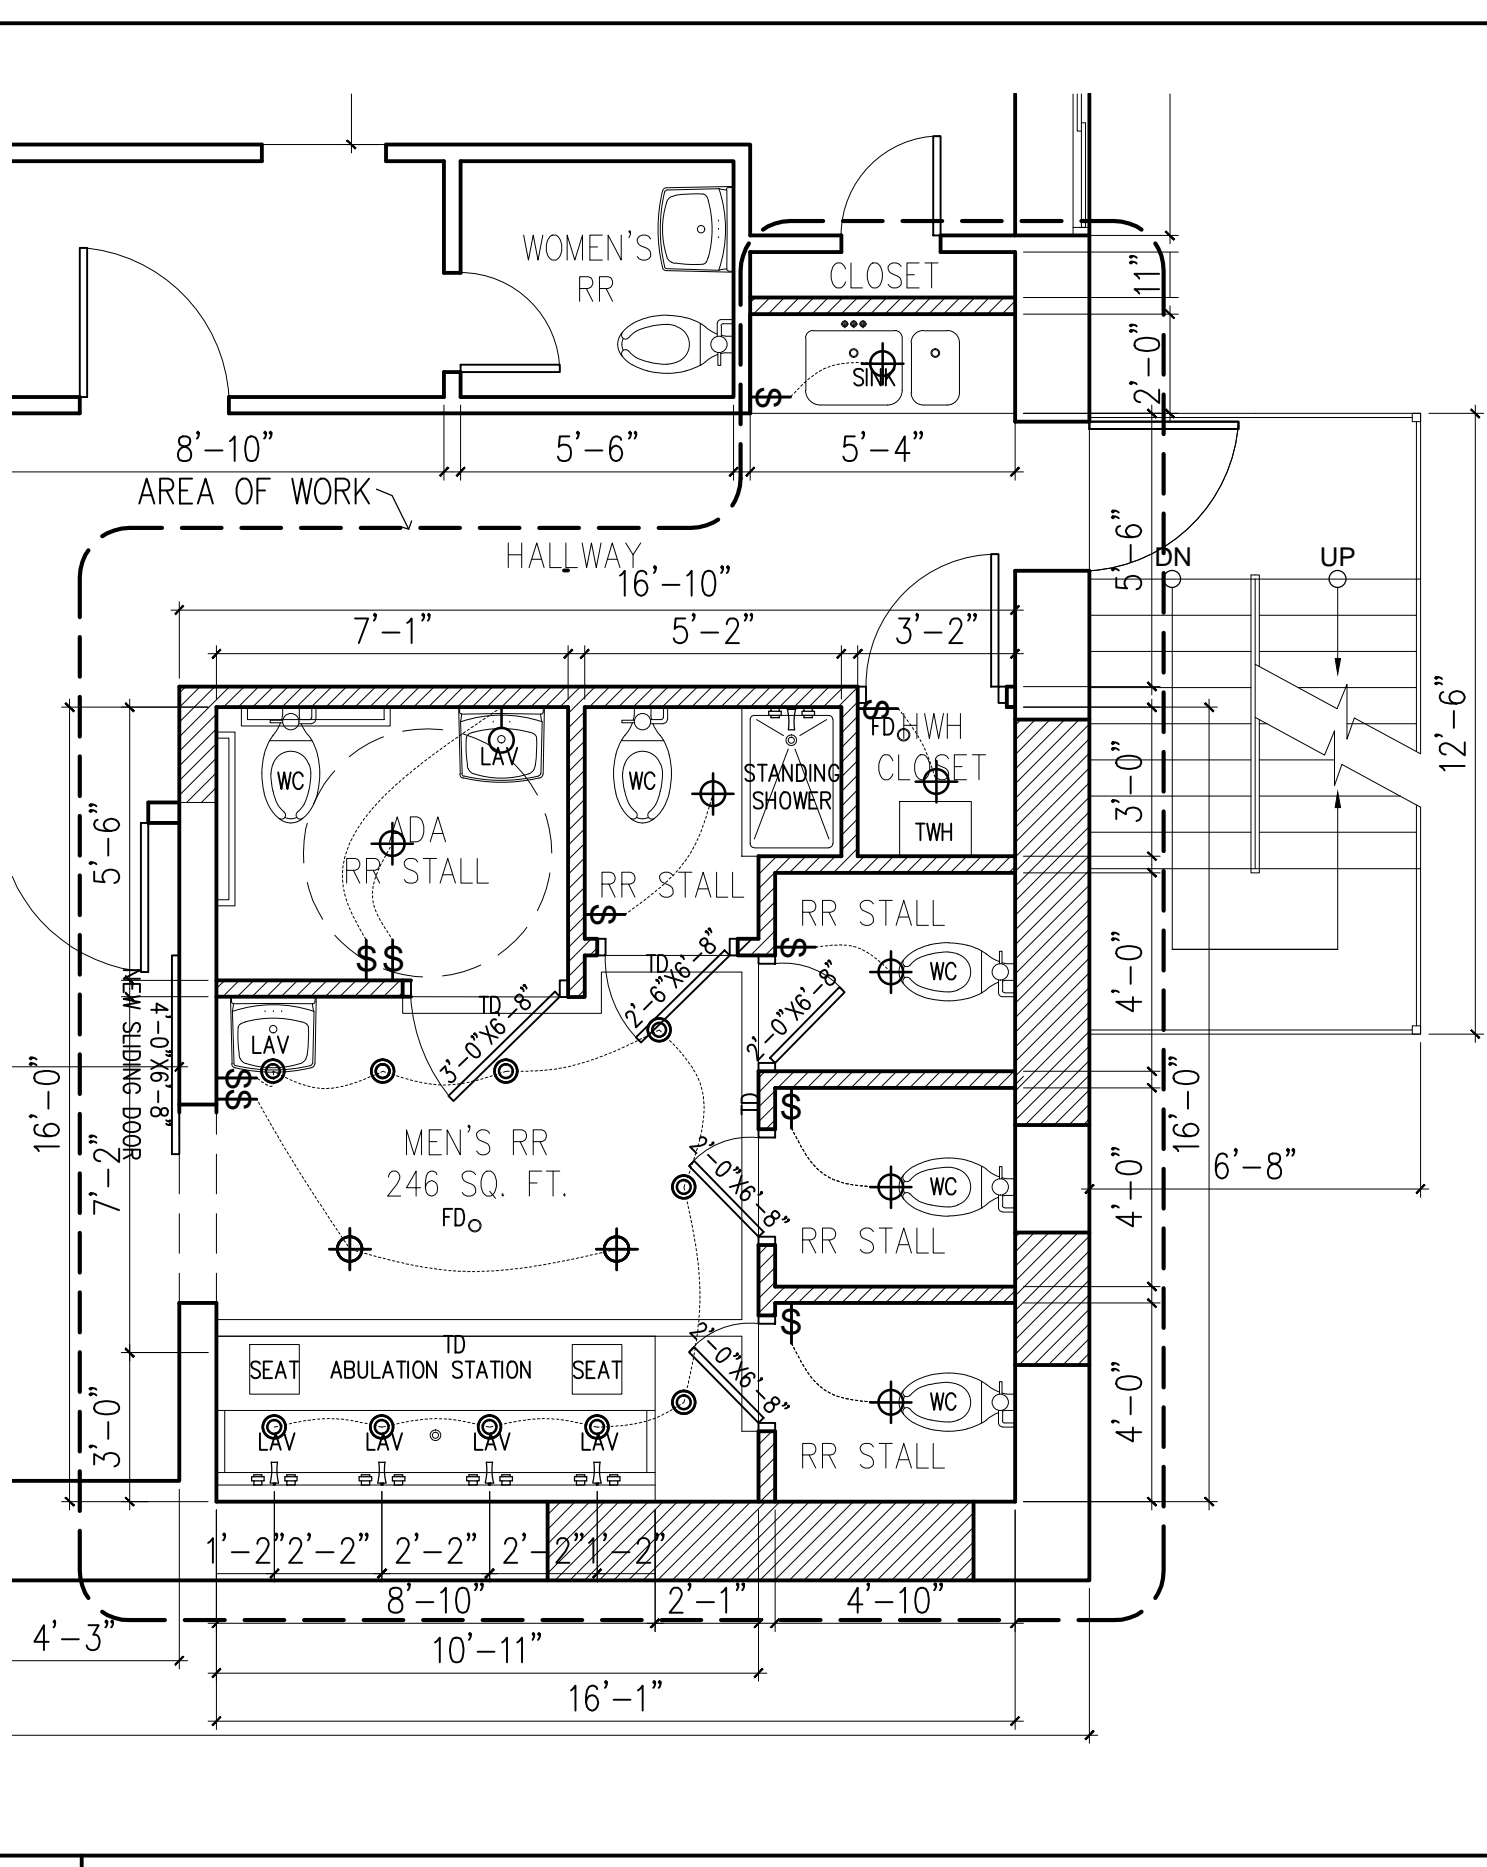 WOMEN'S
RR
CLOSET
11"
2'-0"
SINK
$
8'-10"
5'-6"
5'-4"
AREA OF WORK
HALLWAY
16'-10"
5'-6"
DN
UP
7'-1"
5'-2"
3'-2"
12'-6"
$
FD
HWH
CLOSET
LAV
WC
WC
STANDING
SHOWER
TWH
3'-0"
5'-6"
ADA
RR STALL
RR STALL
RR STALL
$
$
$$
WC
4'-0"
TD
TD
2'-6"X6'-8"
3'-0"X6'-8"
2'-0"X6'-8"
NEW SLIDING DOOR
4'-0"X6'-8"
LAV
$$
16'-0"
7'-2"
TD
$
MEN'S RR
246 SQ. FT.
FD
2'-0"X6'-8"
WC
RR STALL
4'-0"
16'-0"
6'-8"
TD
SEAT
ABULATION STATION
SEAT
$
2'-0"X6'-8"
WC
RR STALL
4'-0"
3'-0"
LAV
LAV
LAV
LAV
1'-2"
2'-2"
2'-2"
2'-2"
1'-2"
8'-10"
2'-1"
4'-10"
4'-3"
10'-11"
16'-1"